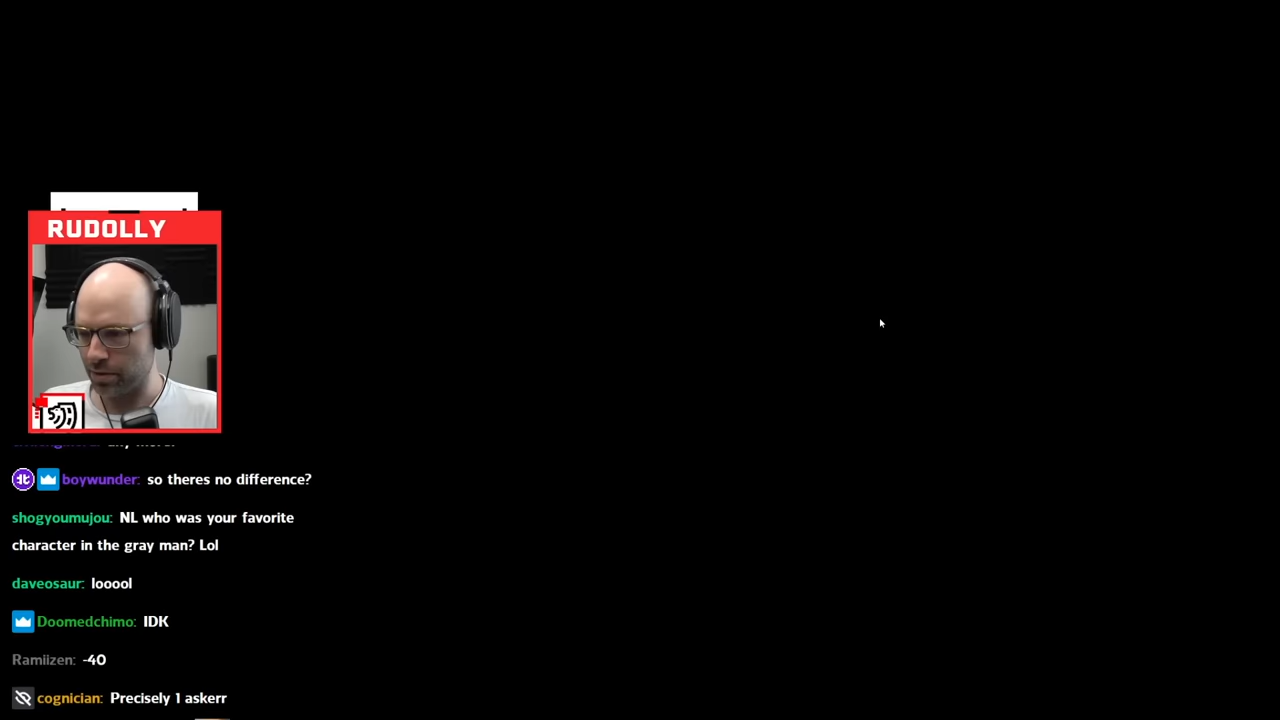 RUDOLLY
boywunder: so theres no difference?
shogyoumujou: NL who was your favorite
character in the gray man? Lol
daveosaur: looool
Doomedchimo: IDK
Ramiizen: -40
cognician: Precisely 1 askerr